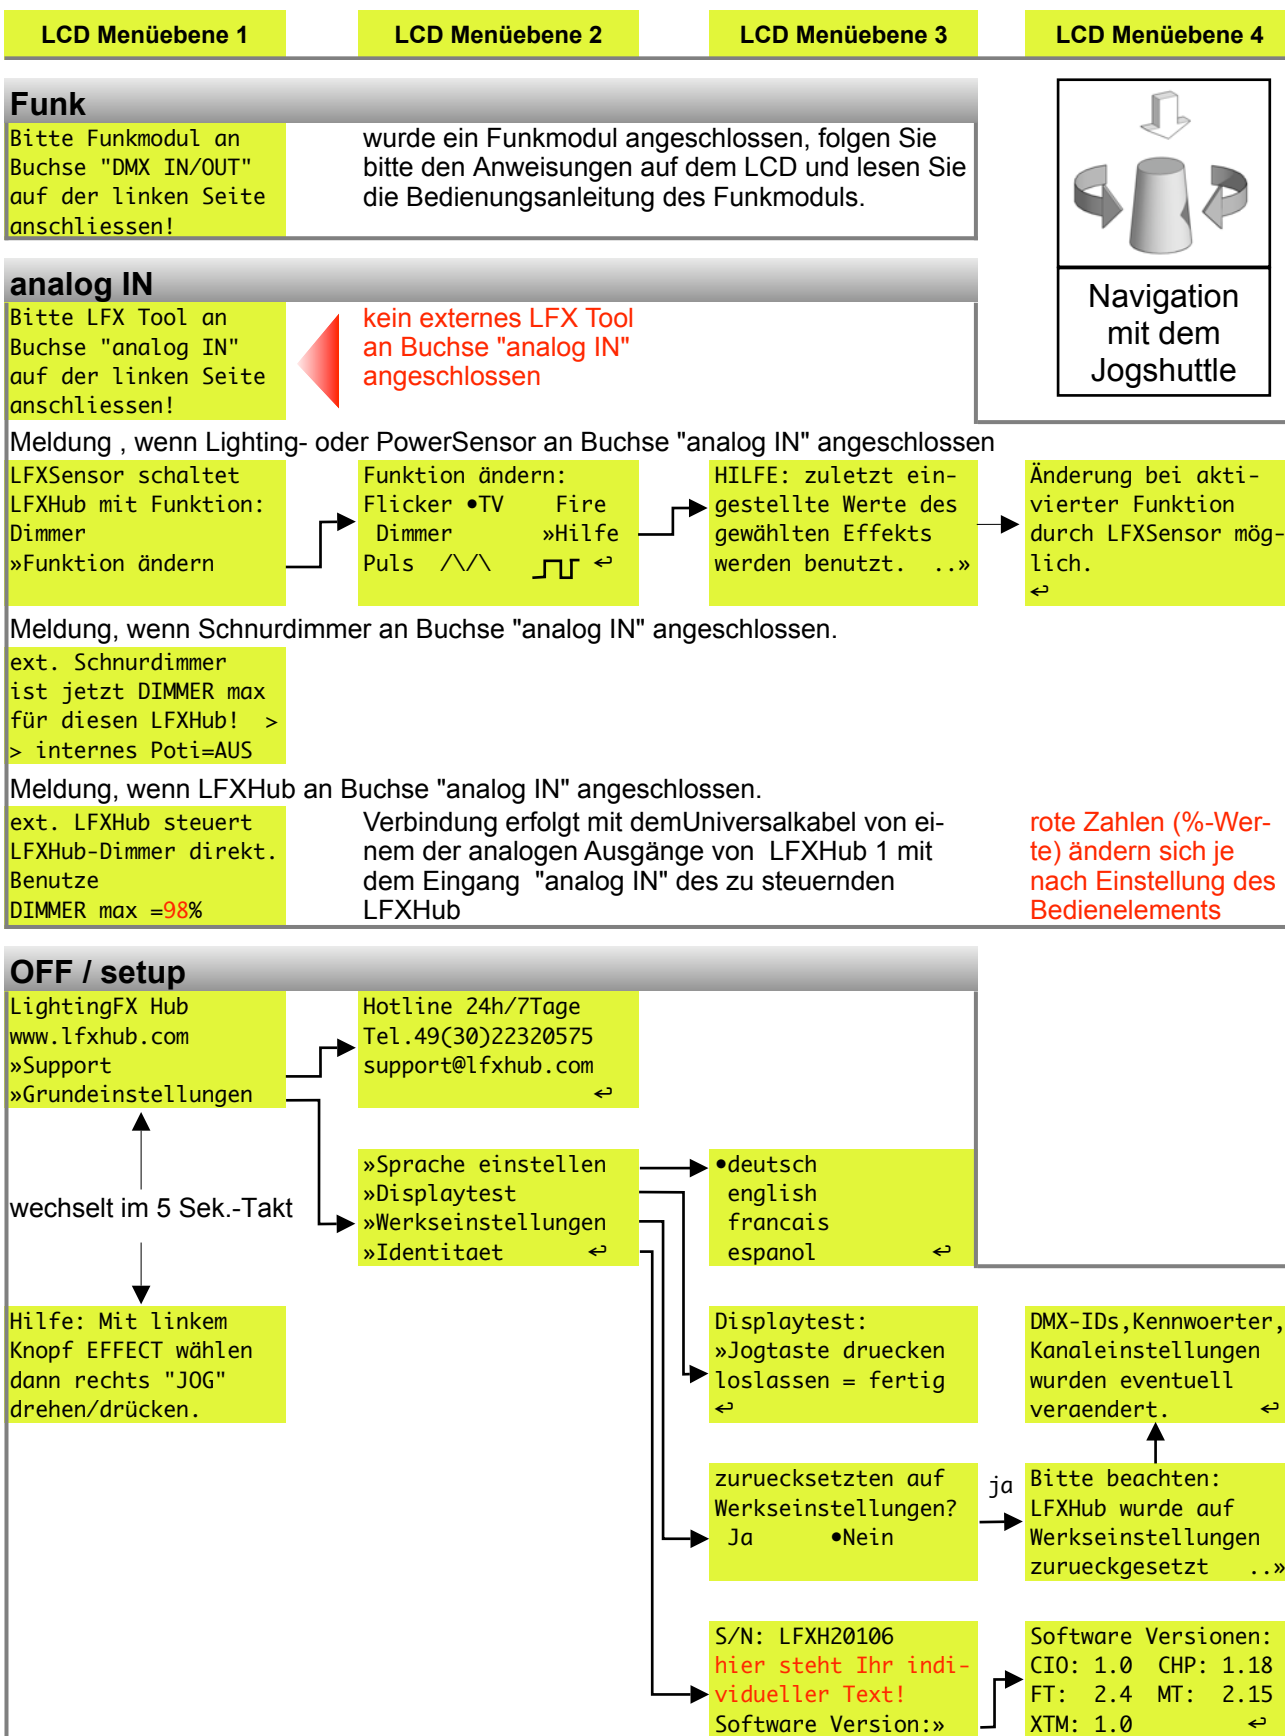 LCD Menüebene 1
LCD Menüebene 2
LCD Menüebene 3
LCD Menüebene 4
Funk
Bitte Funkmodul an
Buchse "DMX IN/OUT"
auf der linken Seite
anschliessen!
wurde ein Funkmodul angeschlossen, folgen Sie
bitte den Anweisungen auf dem LCD und lesen Sie
die Bedienungsanleitung des Funkmoduls.
Navigation
mit dem
Jogshuttle
analog IN
Bitte LFX Tool an
Buchse "analog IN"
auf der linken Seite
anschliessen!
kein externes LFX Tool
an Buchse "analog IN"
angeschlossen
Meldung , wenn Lighting- oder PowerSensor an Buchse "analog IN" angeschlossen
LFXSensor schaltet
LFXHub mit Funktion:
Dimmer
»Funktion ändern
Funktion ändern:
Flicker •TV Fire
Dimmer »Hilfe
Puls /\/\ ↩
HILFE: zuletzt ein-
gestellte Werte des
gewählten Effekts
werden benutzt. ..»
Änderung bei akti-
vierter Funktion
durch LFXSensor mög-
lich.
↩
Meldung, wenn Schnurdimmer an Buchse "analog IN" angeschlossen.
ext. Schnurdimmer
ist jetzt DIMMER max
für diesen LFXHub! >
> internes Poti=AUS
Meldung, wenn LFXHub an Buchse "analog IN" angeschlossen.
ext. LFXHub steuert
LFXHub-Dimmer direkt.
Benutze
DIMMER max =98%
Verbindung erfolgt mit demUniversalkabel von ei-
nem der analogen Ausgänge von LFXHub 1 mit
dem Eingang "analog IN" des zu steuernden
LFXHub
rote Zahlen (%-Wer-
te) ändern sich je
nach Einstellung des
Bedienelements
OFF / setup
LightingFX Hub
www.lfxhub.com
»Support
»Grundeinstellungen
Hotline 24h/7Tage
Tel.49(30)22320575
support@lfxhub.com
↩
wechselt im 5 Sek.-Takt
»Sprache einstellen
»Displaytest
»Werkseinstellungen
»Identitaet ↩
•deutsch
english
francais
espanol ↩
Hilfe: Mit linkem
Knopf EFFECT wählen
dann rechts "JOG"
drehen/drücken.
Displaytest:
»Jogtaste druecken
loslassen = fertig
↩
DMX-IDs,Kennwoerter,
Kanaleinstellungen
wurden eventuell
veraendert. ↩
zuruecksetzten auf
Werkseinstellungen?
Ja •Nein
ja
Bitte beachten:
LFXHub wurde auf
Werkseinstellungen
zurueckgesetzt ..»
S/N: LFXH20106
hier steht Ihr indi-
vidueller Text!
Software Version:»
Software Versionen:
CIO: 1.0 CHP: 1.18
FT: 2.4 MT: 2.15
XTM: 1.0 ↩